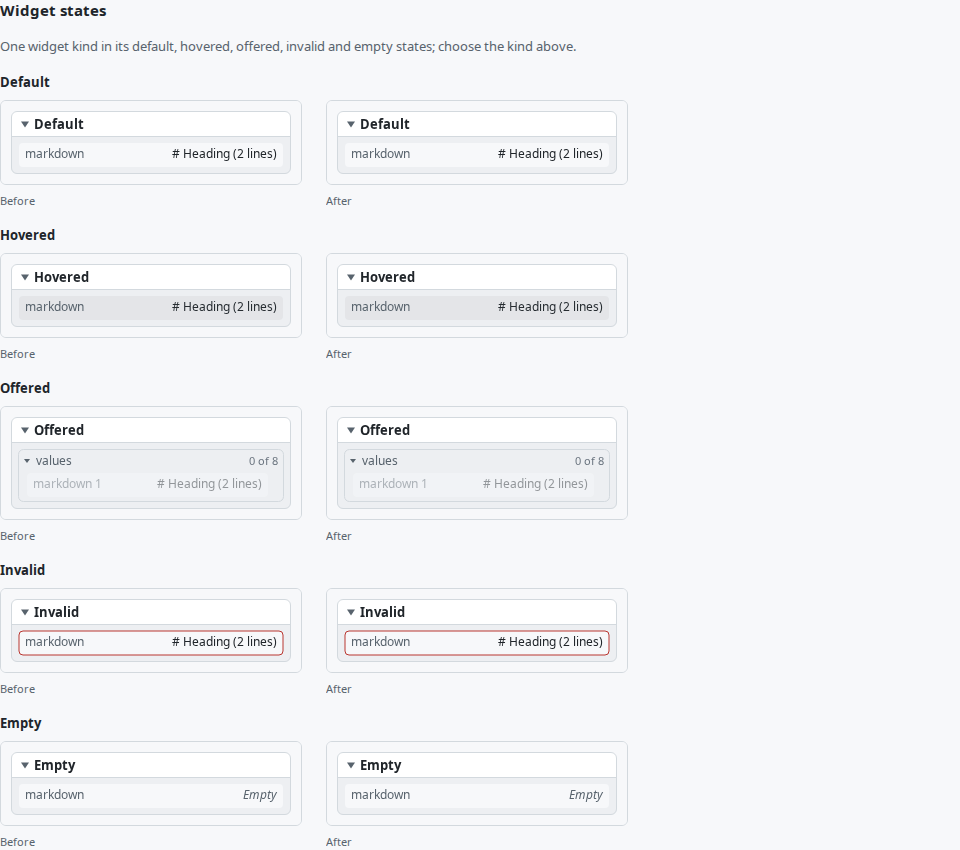 Widget states
One widget kind in its default, hovered, offered, invalid and empty states; choose the kind above.
Default
Default
markdown # Heading (2 lines)
Before
Default
markdown # Heading (2 lines)
After
Hovered
Hovered
markdown # Heading (2 lines)
Before
Hovered
markdown # Heading (2 lines)
After
Offered
Offered
values 0 of 8
markdown 1 # Heading (2 lines)
Before
Offered
values 0 of 8
markdown 1 # Heading (2 lines)
After
Invalid
Invalid
markdown # Heading (2 lines)
Before
Invalid
markdown # Heading (2 lines)
After
Empty
Empty
markdown Empty
Before
Empty
markdown Empty
After